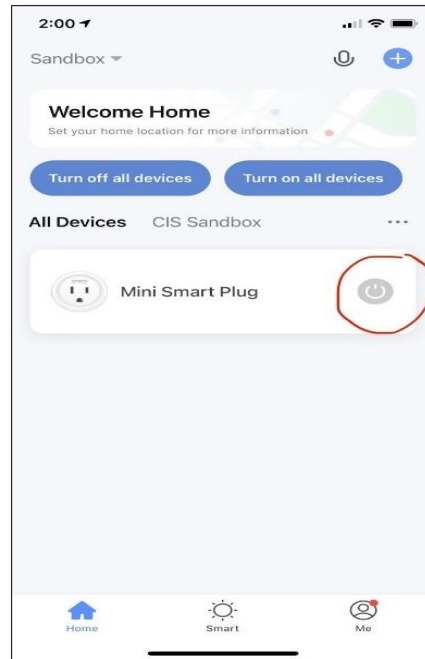 2:00
Sandbox
Welcome Home
Set your home location for more information
Turn off all devices
Turn on all devices
All Devices CIS Sandbox
Mini Smart Plug
Home
Smart
Me